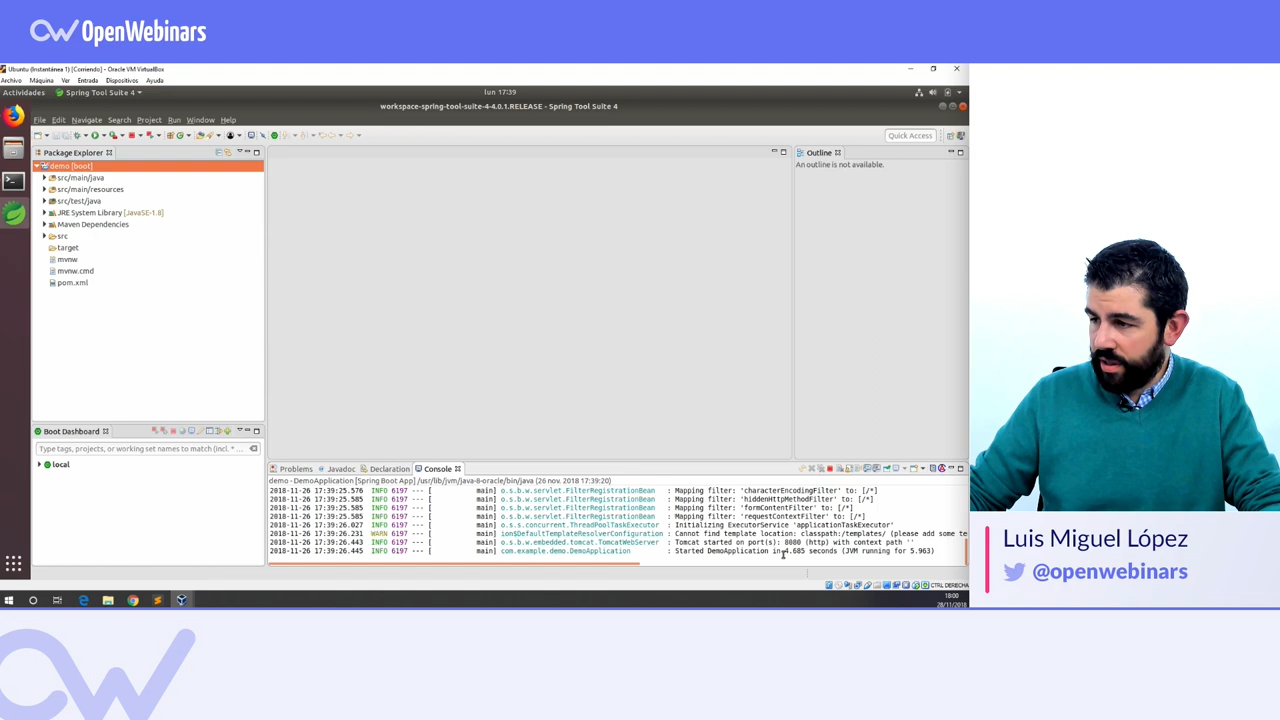 OpenWebinars
Ubuntu (Instantánea 1) [Corriendo] - Oracle VM VirtualBox
Archivo Máquina Ver Entrada Dispositivos Ayuda
Actividades Spring Tool Suite 4 lun 17:39
workspace-spring-tool-suite-4-4.0.1.RELEASE - Spring Tool Suite 4
File Edit Navigate Search Project Run Window Help
Quick Access
Package Explorer
demo [boot]
src/main/java
src/main/resources
src/test/java
JRE System Library [JavaSE-1.8]
Maven Dependencies
src
target
mvnw
mvnw.cmd
pom.xml
Outline
An outline is not available.
Boot Dashboard
Type tags, projects, or working set names to match (incl. * ...
local
Problems Javadoc Declaration Console
demo - DemoApplication [Spring Boot App] /usr/lib/jvm/java-8-oracle/bin/java (26 nov. 2018 17:39:20)
2018-11-26 17:39:25.576 INFO 6197 --- [ main] o.s.b.w.servlet.FilterRegistrationBean : Mapping filter: 'characterEncodingFilter' to: [/*]
2018-11-26 17:39:25.585 INFO 6197 --- [ main] o.s.b.w.servlet.FilterRegistrationBean : Mapping filter: 'hiddenHttpMethodFilter' to: [/*]
2018-11-26 17:39:25.585 INFO 6197 --- [ main] o.s.b.w.servlet.FilterRegistrationBean : Mapping filter: 'formContentFilter' to: [/*]
2018-11-26 17:39:25.585 INFO 6197 --- [ main] o.s.b.w.servlet.FilterRegistrationBean : Mapping filter: 'requestContextFilter' to: [/*]
2018-11-26 17:39:26.027 INFO 6197 --- [ main] o.s.s.concurrent.ThreadPoolTaskExecutor : Initializing ExecutorService 'applicationTaskExecutor'
2018-11-26 17:39:26.231 WARN 6197 --- [ main] ion$DefaultTemplateResolverConfiguration : Cannot find template location: classpath:/templates/ (please add some te
2018-11-26 17:39:26.443 INFO 6197 --- [ main] o.s.b.w.embedded.tomcat.TomcatWebServer : Tomcat started on port(s): 8080 (http) with context path ''
2018-11-26 17:39:26.445 INFO 6197 --- [ main] com.example.demo.DemoApplication : Started DemoApplication in 4.685 seconds (JVM running for 5.963)
CTRL DERECHA
18:00
28/11/2018
Luis Miguel López
@openwebinars